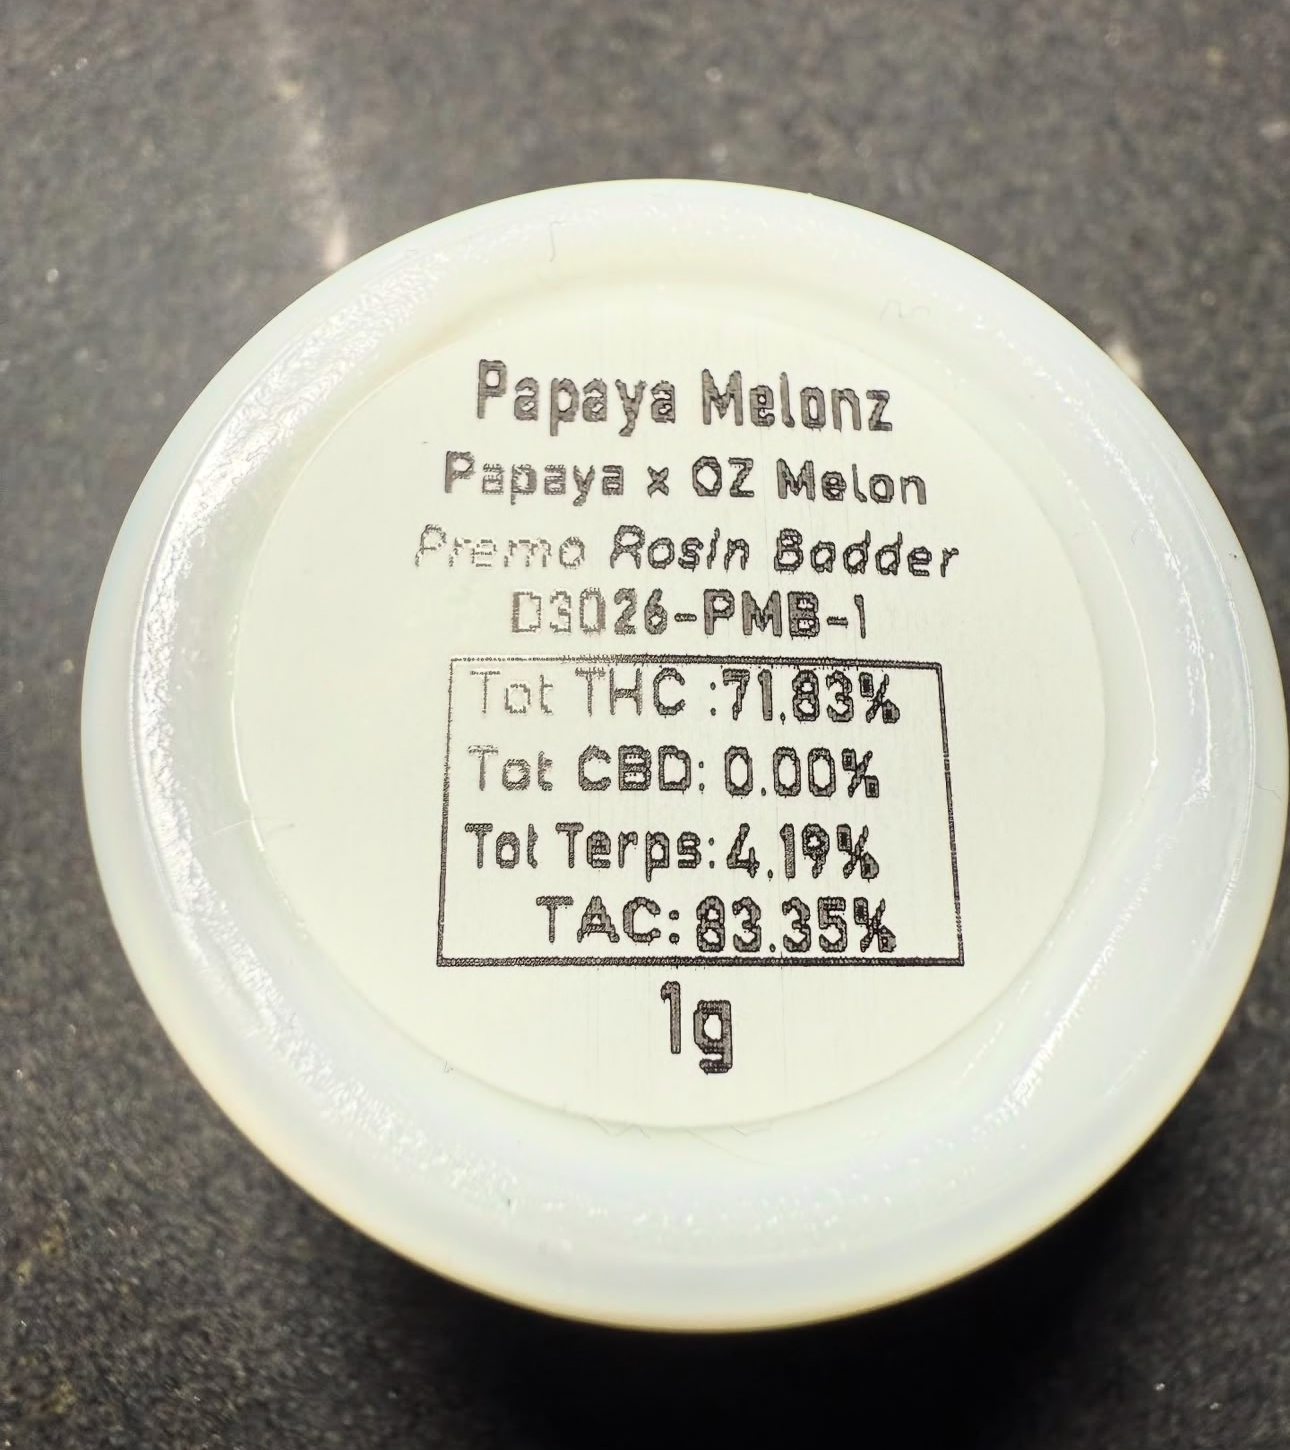 Papaya Melonz
Papaya x OZ Melon
Premo Rosin Badder
D3026-PMB-1
Tot THC :71.83%
Tot CBD: 0.00%
Tot Terps: 4.19%
TAC: 83.35%
1g